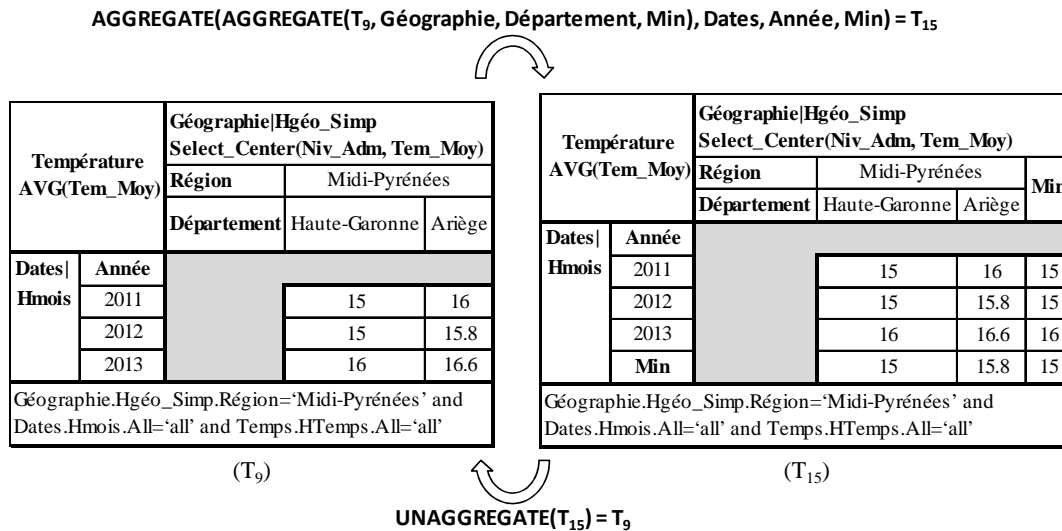 AGGREGATE(AGGREGATE(T9, Géographie, Département, Min), Dates, Année, Min) = T15
Température
AVG(Tem_Moy)
Géographie|Hgéo_Simp
Select_Center(Niv_Adm, Tem_Moy)
Région Midi-Pyrénées
Département Haute-Garonne Ariège
Dates| Année
Hmois 2011 15 16
2012 15 15.8
2013 16 16.6
Géographie.Hgéo_Simp.Région=‘Midi-Pyrénées’ and
Dates.Hmois.All=‘all’ and Temps.HTemps.All=‘all’
(T9)
Température
AVG(Tem_Moy)
Géographie|Hgéo_Simp
Select_Center(Niv_Adm, Tem_Moy)
Région Midi-Pyrénées Min
Département Haute-Garonne Ariège
Dates| Année
Hmois 2011 15 16 15
2012 15 15.8 15
2013 16 16.6 16
Min 15 15.8 15
Géographie.Hgéo_Simp.Région=‘Midi-Pyrénées’ and
Dates.Hmois.All=‘all’ and Temps.HTemps.All=‘all’
(T15)
UNAGGREGATE(T15) = T9